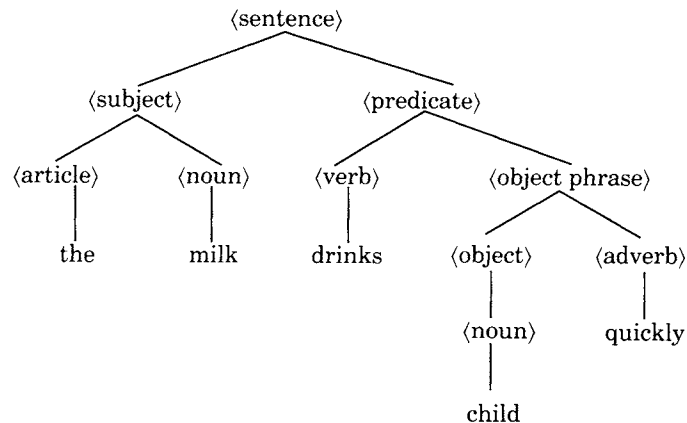 ⟨sentence⟩
⟨subject⟩ ⟨predicate⟩
⟨article⟩ ⟨noun⟩ ⟨verb⟩ ⟨object phrase⟩
the milk drinks ⟨object⟩ ⟨adverb⟩
⟨noun⟩ quickly
child